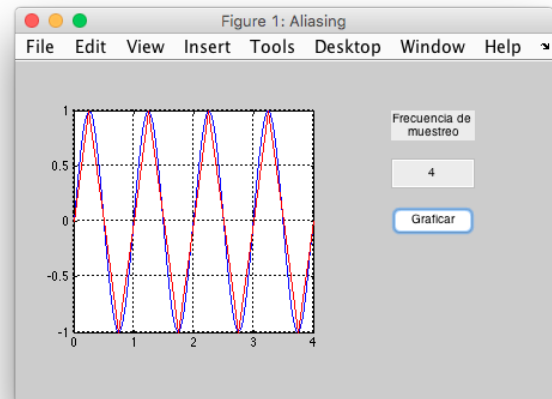 Figure 1: Aliasing
File Edit View Insert Tools Desktop Window Help
Frecuencia de
muestreo
4
Graficar
1
0.5
0
-0.5
-1
0 1 2 3 4